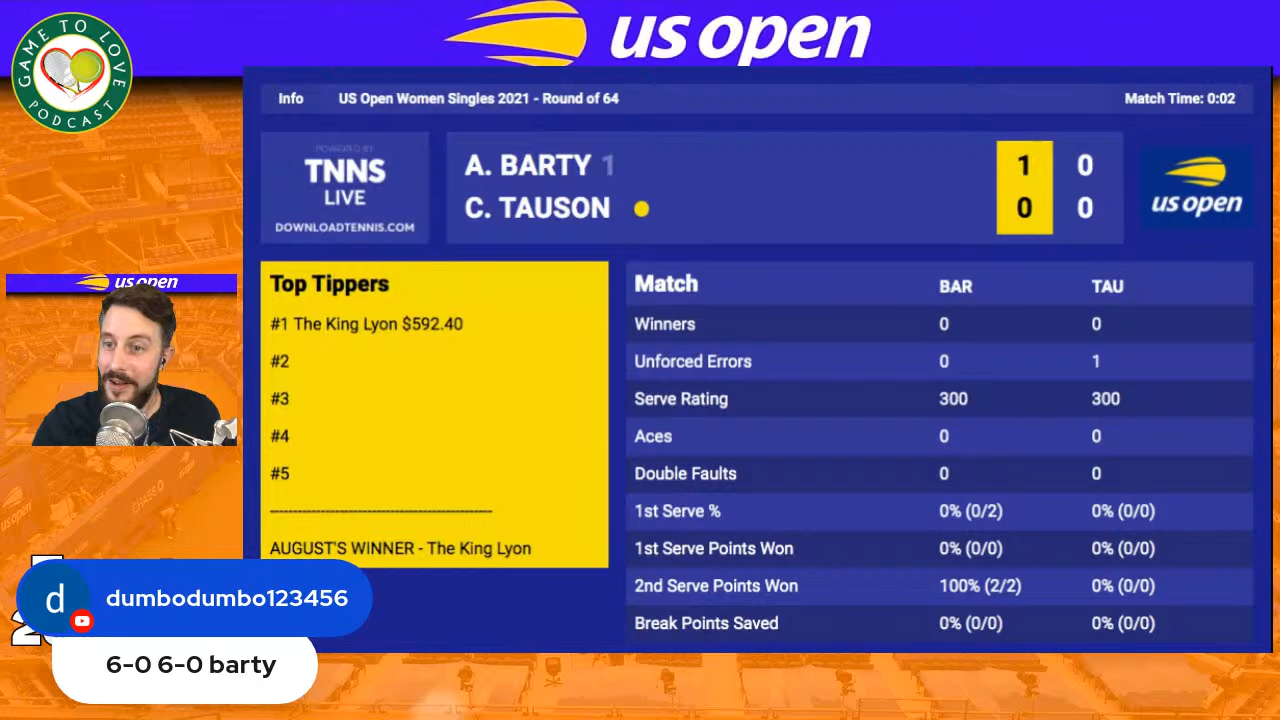 GAME TO LOVE
PODCAST
us open
Info US Open Women Singles 2021 - Round of 64 Match Time: 0:02
POWERED BY
TNNS
LIVE
DOWNLOADTENNIS.COM
A. BARTY 1 1 0
C. TAUSON 0 0
us open
us open
Top Tippers
#1 The King Lyon $592.40
#2
#3
#4
#5
----------------------------------------------
AUGUST'S WINNER - The King Lyon
Match BAR TAU
Winners 0 0
Unforced Errors 0 1
Serve Rating 300 300
Aces 0 0
Double Faults 0 0
1st Serve % 0% (0/2) 0% (0/0)
1st Serve Points Won 0% (0/0) 0% (0/0)
2nd Serve Points Won 100% (2/2) 0% (0/0)
Break Points Saved 0% (0/0) 0% (0/0)
us open
CHASE
d dumbodumbo123456
6-0 6-0 barty